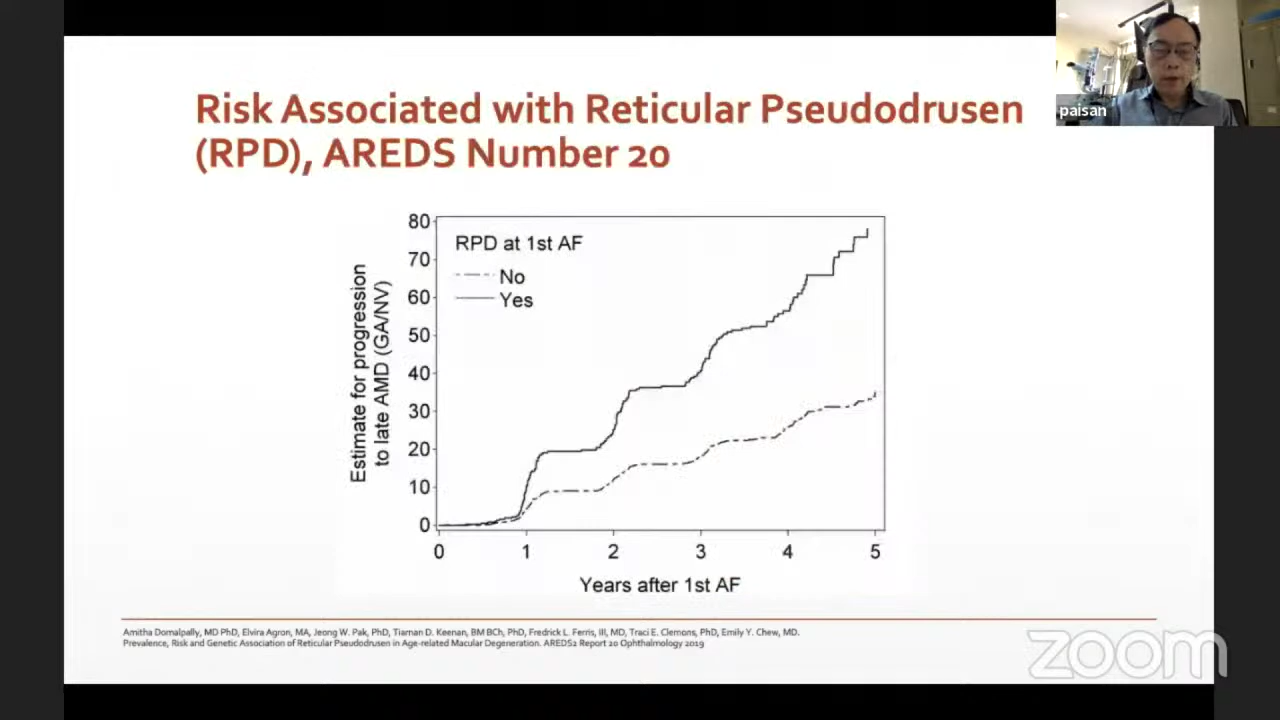 Risk Associated with Reticular Pseudodrusen
(RPD), AREDS Number 20
paisan
80
70
60
50
40
30
20
10
0
Estimate for progression
to late AMD (GA/NV)
RPD at 1st AF
No
Yes
0 1 2 3 4 5
Years after 1st AF
Amitha Domalpally, MD PhD, Elvira Agron, MA, Jeong W. Pak, PhD, Tiarnan D. Keenan, BM BCh, PhD, Fredrick L. Ferris, III, MD, Traci E. Clemons, PhD, Emily Y. Chew, MD.
Prevalence, Risk and Genetic Association of Reticular Pseudodrusen in Age-related Macular Degeneration. AREDS2 Report 20 Ophthalmology 2019
zoom